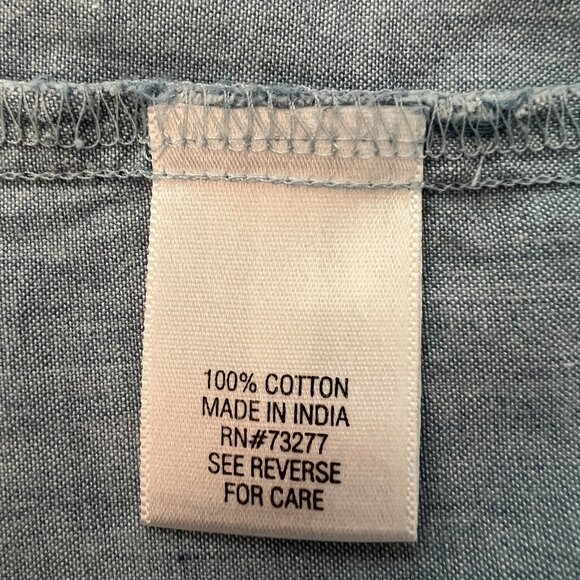 100% COTTON
MADE IN INDIA
RN#73277
SEE REVERSE
FOR CARE